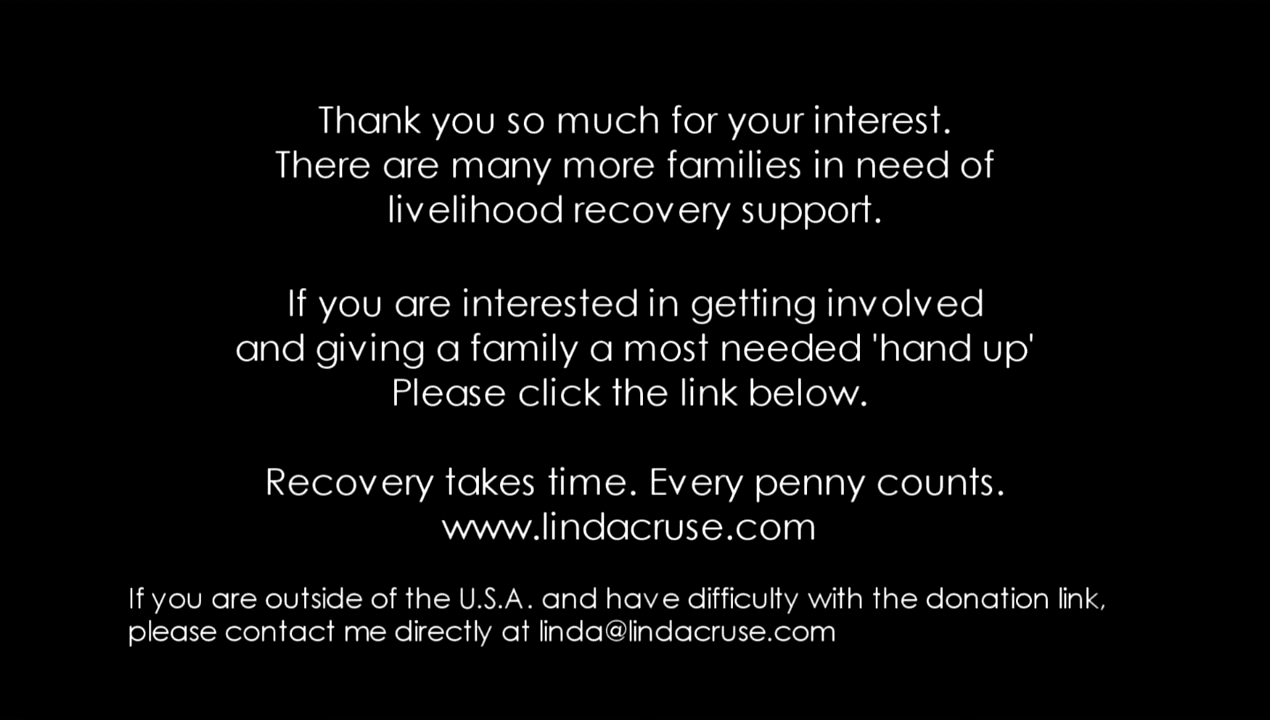 Thank you so much for your interest.
There are many more families in need of
livelihood recovery support.
If you are interested in getting involved
and giving a family a most needed 'hand up'
Please click the link below.
Recovery takes time. Every penny counts.
www.lindacruse.com
If you are outside of the U.S.A. and have difficulty with the donation link,
please contact me directly at linda@lindacruse.com